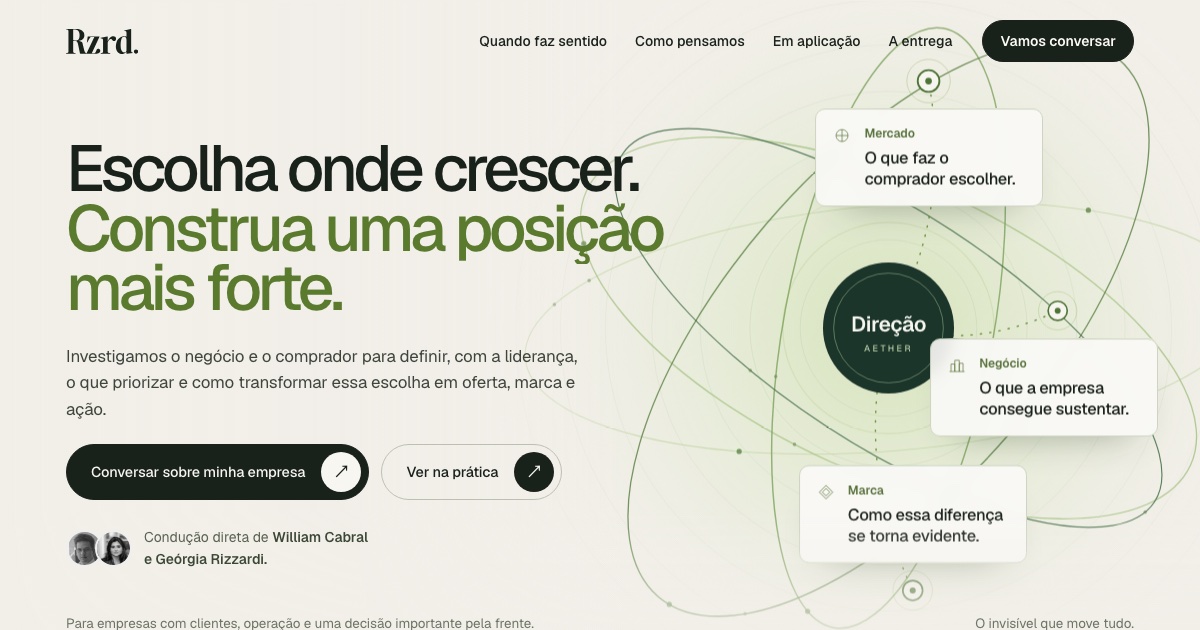 Rzrd.
Quando faz sentido
Como pensamos
Em aplicação
A entrega
Vamos conversar
Escolha onde crescer.
Construa uma posição
mais forte.
Investigamos o negócio e o comprador para definir, com a liderança,
o que priorizar e como transformar essa escolha em oferta, marca e
ação.
Conversar sobre minha empresa
Ver na prática
Condução direta de William Cabral
e Geórgia Rizzardi.
Mercado
O que faz o
comprador escolher.
Direção
AETHER
Negócio
O que a empresa
consegue sustentar.
Marca
Como essa diferença
se torna evidente.
Para empresas com clientes, operação e uma decisão importante pela frente.
O invisível que move tudo.